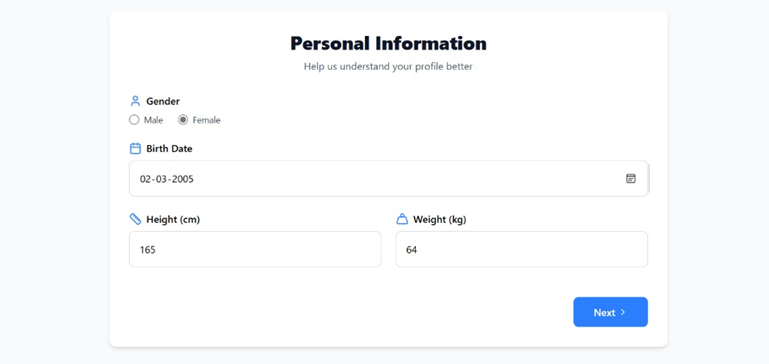 Personal Information
Help us understand your profile better
Gender
Male Female
Birth Date
02-03-2005
Height (cm) Weight (kg)
165 64
Next